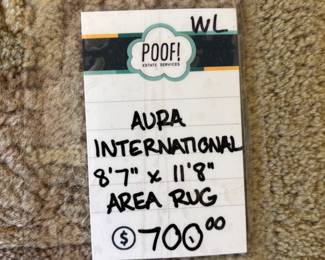 WL
POOF!
ESTATE SERVICES
AURA
INTERNATIONAL
8'7" x 11'8"
AREA RUG
$ 700.00